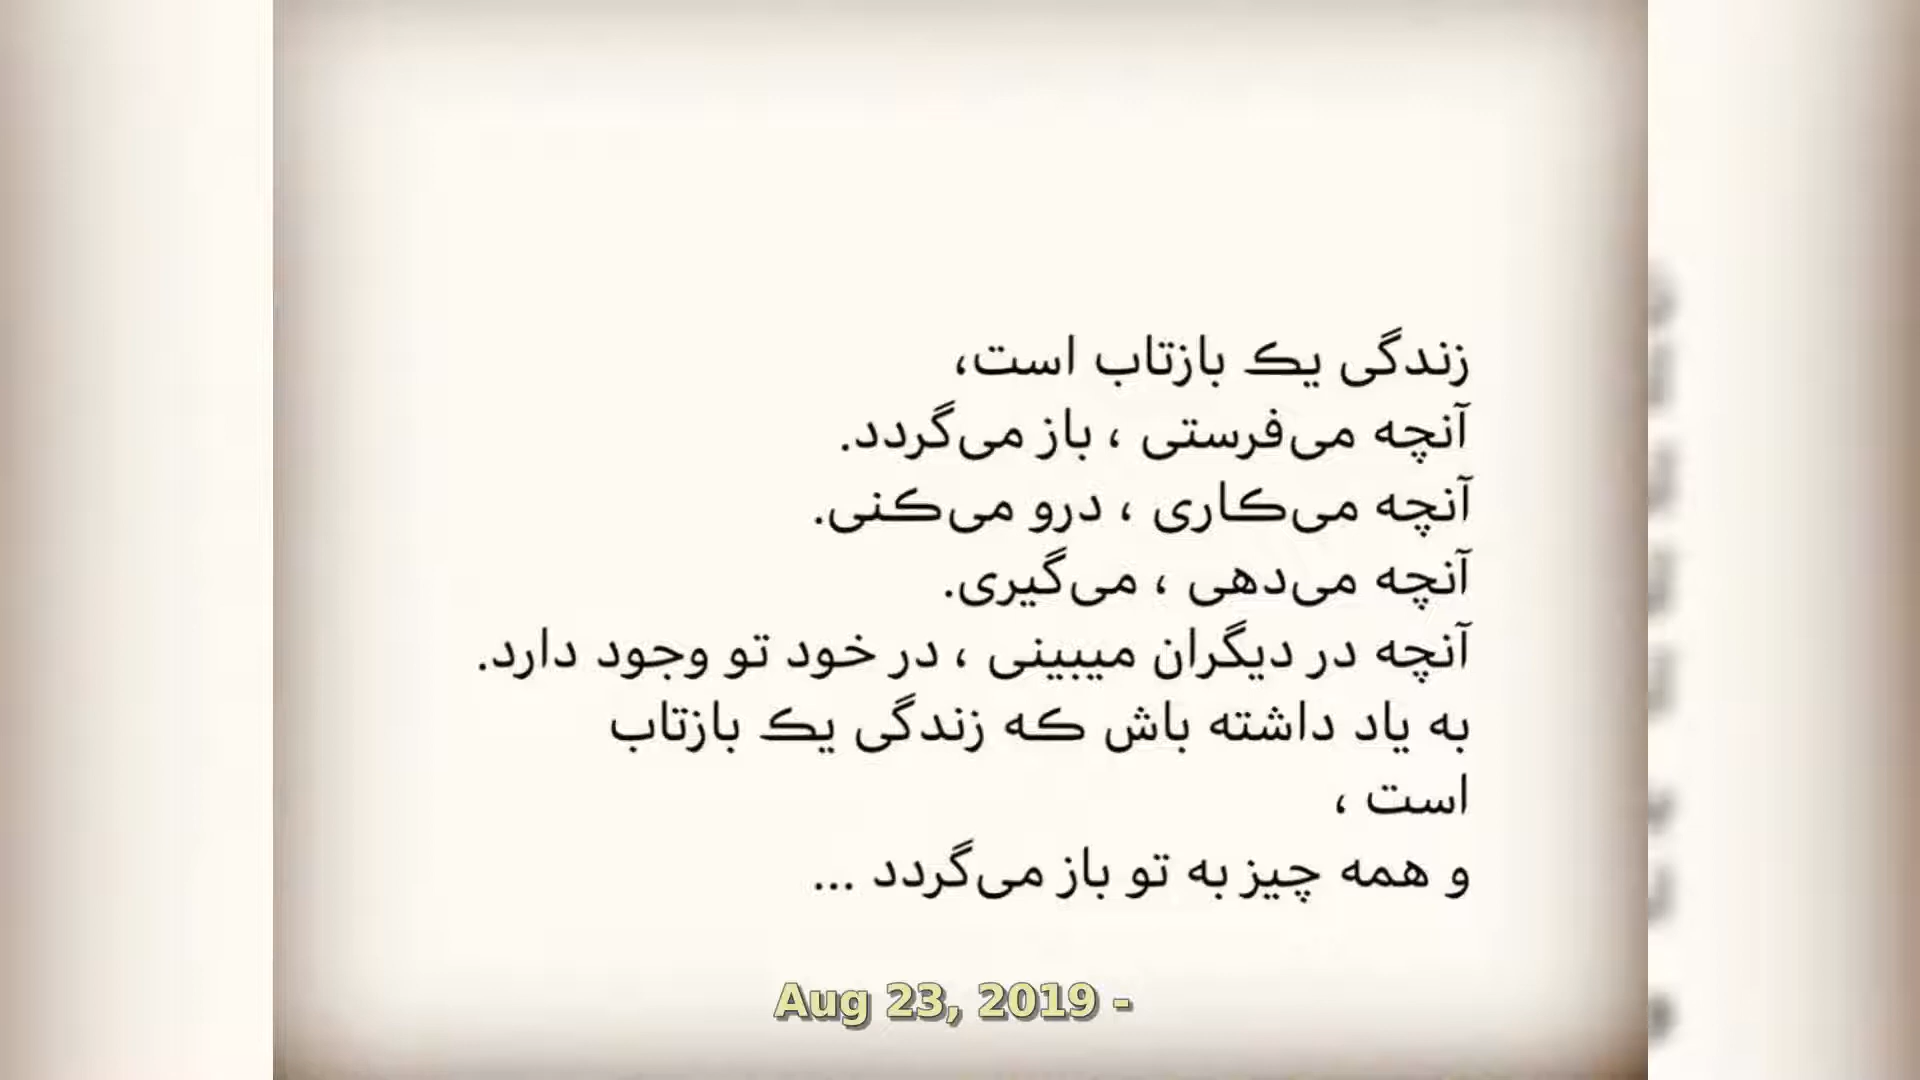 زندگی یک بازتاب است،
آنچه می‌فرستی ، باز می‌گردد.
آنچه می‌کاری ، درو می‌کنی.
آنچه می‌دهی ، می‌گیری.
آنچه در دیگران میبینی ، در خود تو وجود دارد.
به یاد داشته باش که زندگی یک بازتاب
است ،
و همه چیز به تو باز می‌گردد ...
Aug 23, 2019 -